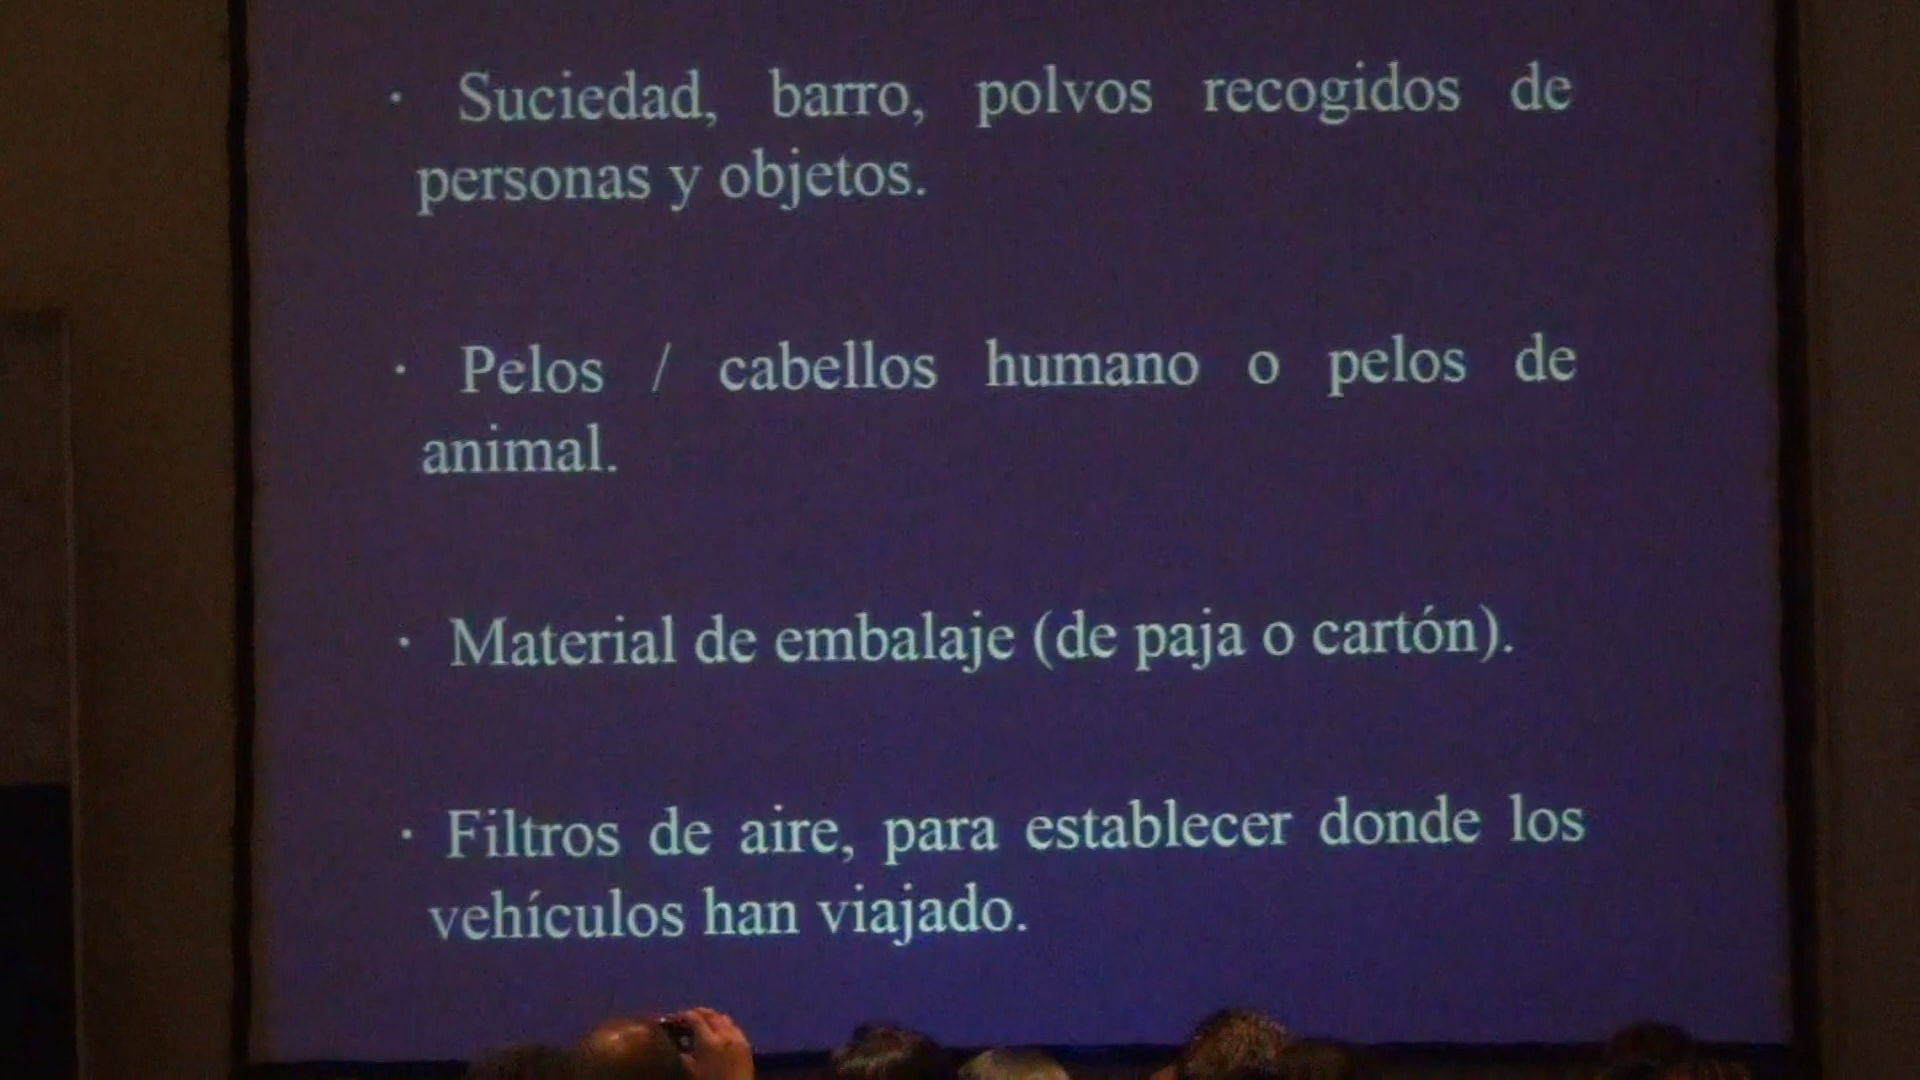 · Suciedad, barro, polvos recogidos de
personas y objetos.
· Pelos / cabellos humano o pelos de
animal.
· Material de embalaje (de paja o cartón).
· Filtros de aire, para establecer donde los
vehículos han viajado.